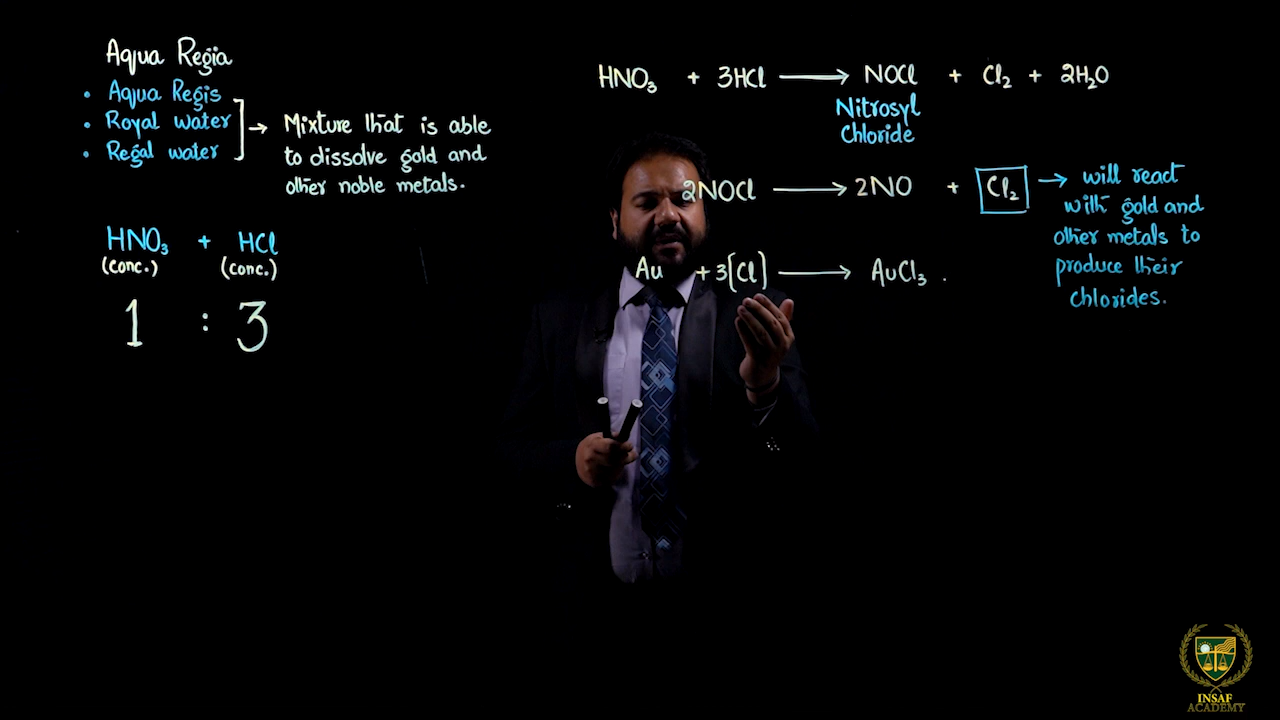 Aqua Regia
• Aqua Regis
• Royal water
• Regal water
→ Mixture that is able
to dissolve gold and
other noble metals.
HNO₃ + HCl
(conc.) (conc.)
1 : 3
HNO₃ + 3HCl ⟶ NOCl + Cl₂ + 2H₂O
Nitrosyl
Chloride
2NOCl ⟶ 2NO + Cl₂ → will react
with gold and
other metals to
produce their
chlorides.
Au + 3[Cl] ⟶ AuCl₃ .
INSAF
ACADEMY